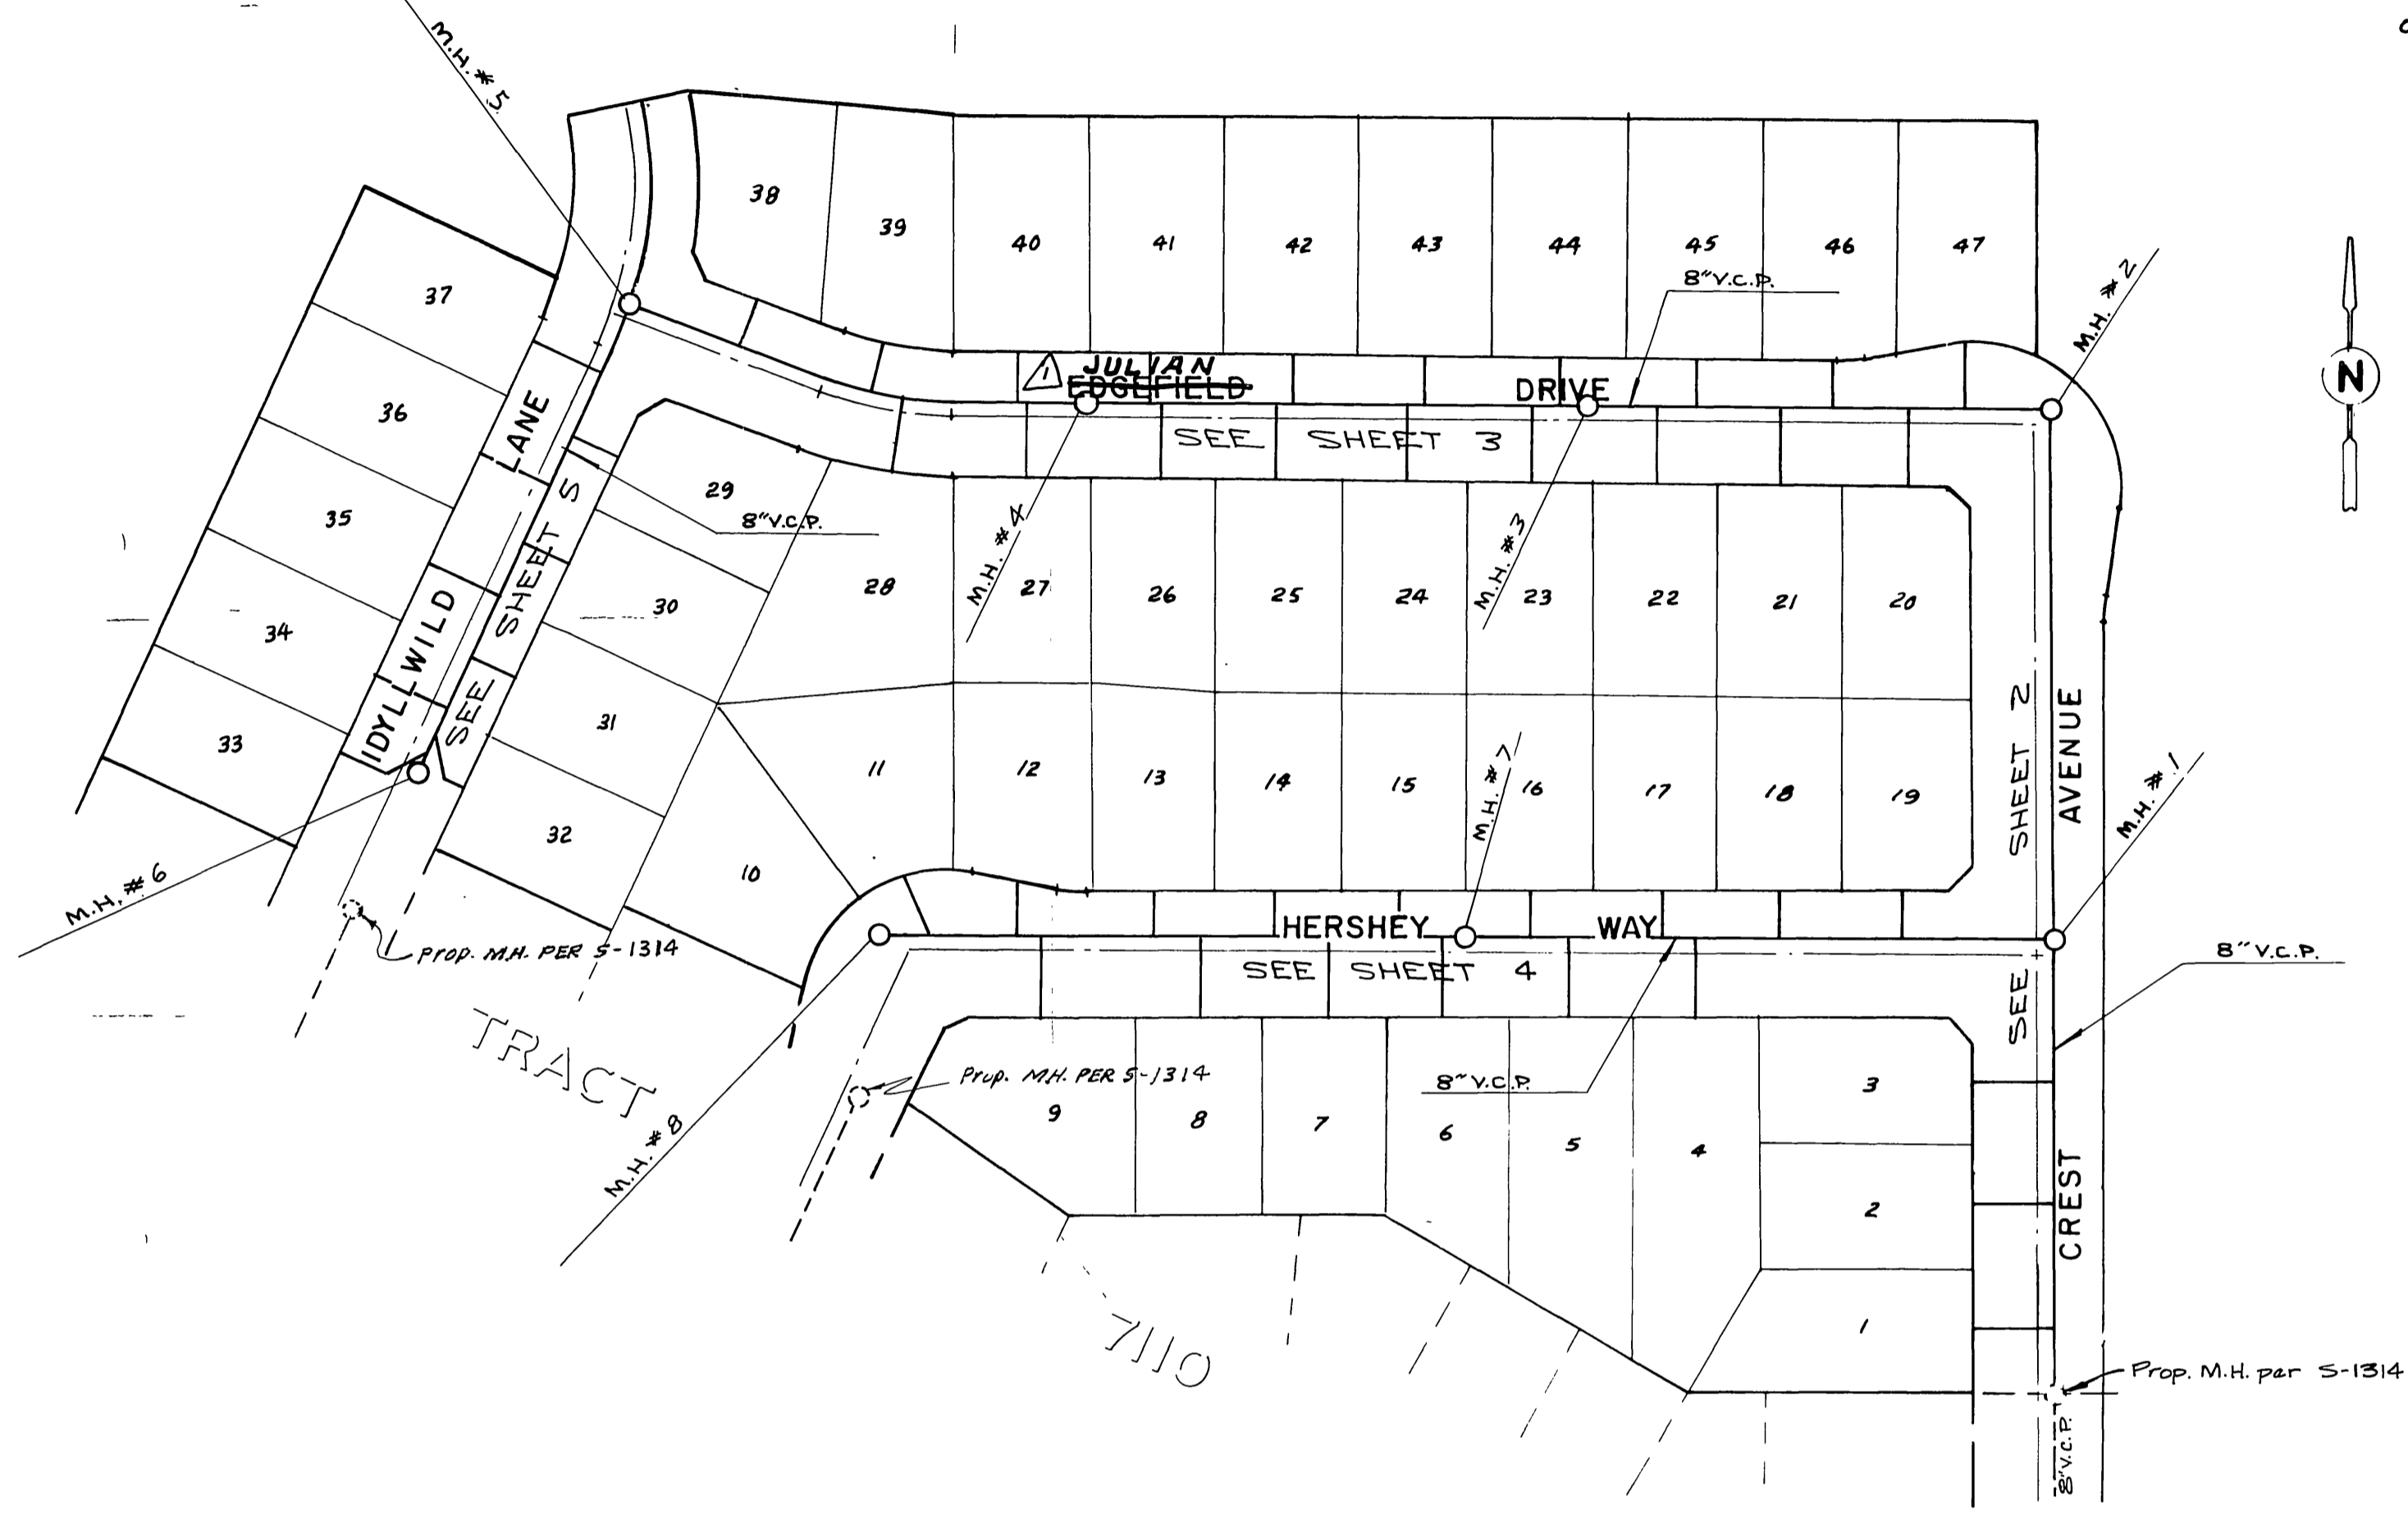 M.H. # 5
38
39
40
41
42
43
44
45
46
47
8" V.C.P.
M.H. # 2
N
37
36
35
34
33
1
JULIAN
EDGEFIELD
DRIVE
SEE SHEET 3
IDYLLWILD LANE
SEE SHEET 5
8" V.C.P.
29
30
31
32
28
27
26
25
24
23
22
21
20
M.H. # 4
M.H. # 3
11
12
13
14
15
16
17
18
19
10
M.H. # 7
M.H. # 6
Prop. M.H. PER S-1314
HERSHEY WAY
SEE SHEET 4
SEE SHEET 2
CREST AVENUE
M.H. # 1
8" V.C.P.
TRACT
M.H. # 8
Prop. M.H. PER S-1314
8" V.C.P.
9
8
7
6
5
4
3
2
1
Prop. M.H. per S-1314
8" V.C.P.